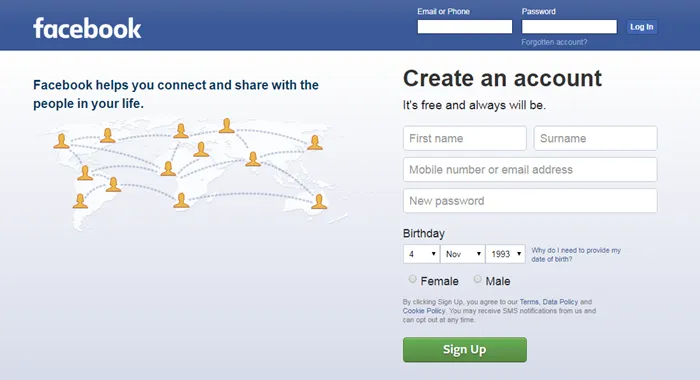 facebook
Email or Phone
Password
Log In
Forgotten account?
Facebook helps you connect and share with the
people in your life.
Create an account
It's free and always will be.
First name
Surname
Mobile number or email address
New password
Birthday
4 Nov 1993
Why do I need to provide my
date of birth?
Female Male
By clicking Sign Up, you agree to our Terms, Data Policy and
Cookie Policy. You may receive SMS notifications from us and
can opt out at any time.
Sign Up